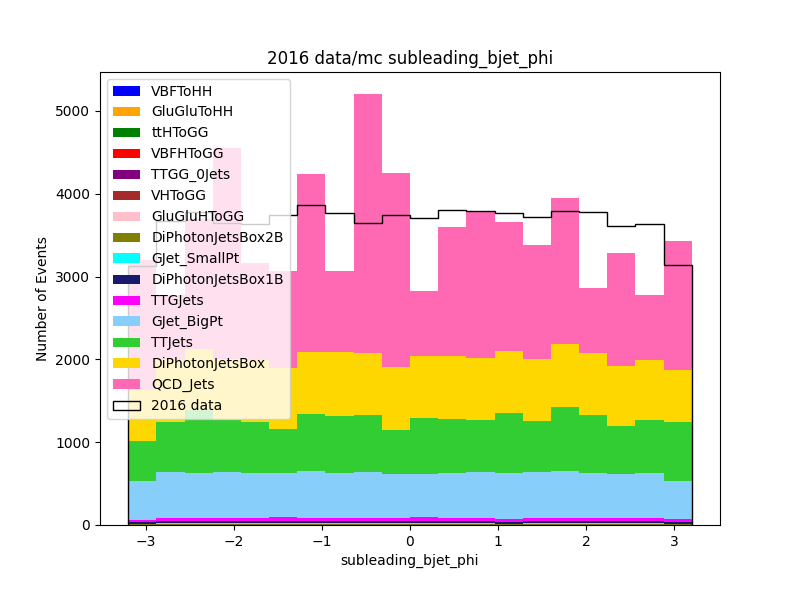 2016 data/mc subleading_bjet_phi
Number of Events
5000
4000
3000
2000
1000
0
VBFToHH
GluGluToHH
ttHToGG
VBFHToGG
TTGG_0Jets
VHToGG
GluGluHToGG
DiPhotonJetsBox2B
GJet_SmallPt
DiPhotonJetsBox1B
TTGJets
GJet_BigPt
TTJets
DiPhotonJetsBox
QCD_Jets
2016 data
−3 −2 −1 0 1 2 3
subleading_bjet_phi